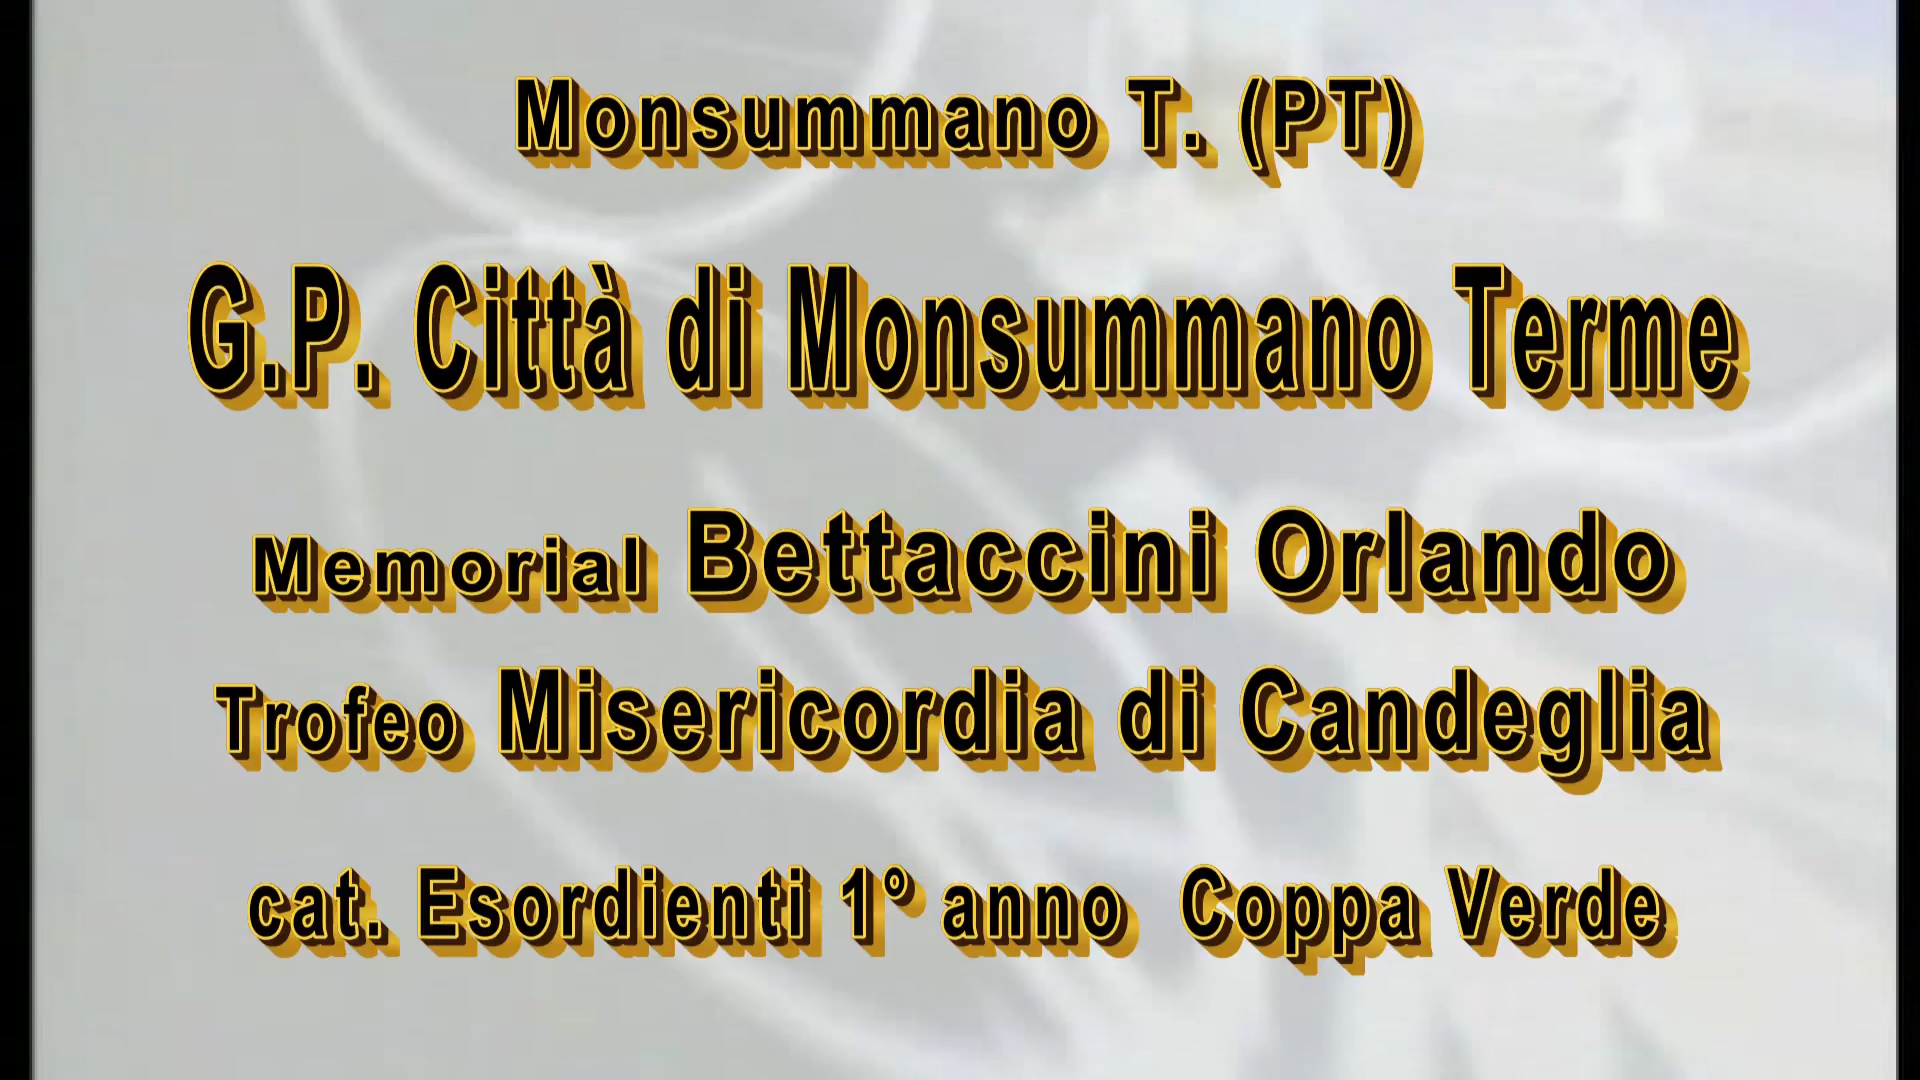 Monsummano T. (PT)
G.P. Città di Monsummano Terme
Memorial Bettaccini Orlando
Trofeo Misericordia di Candeglia
cat. Esordienti 1° anno Coppa Verde